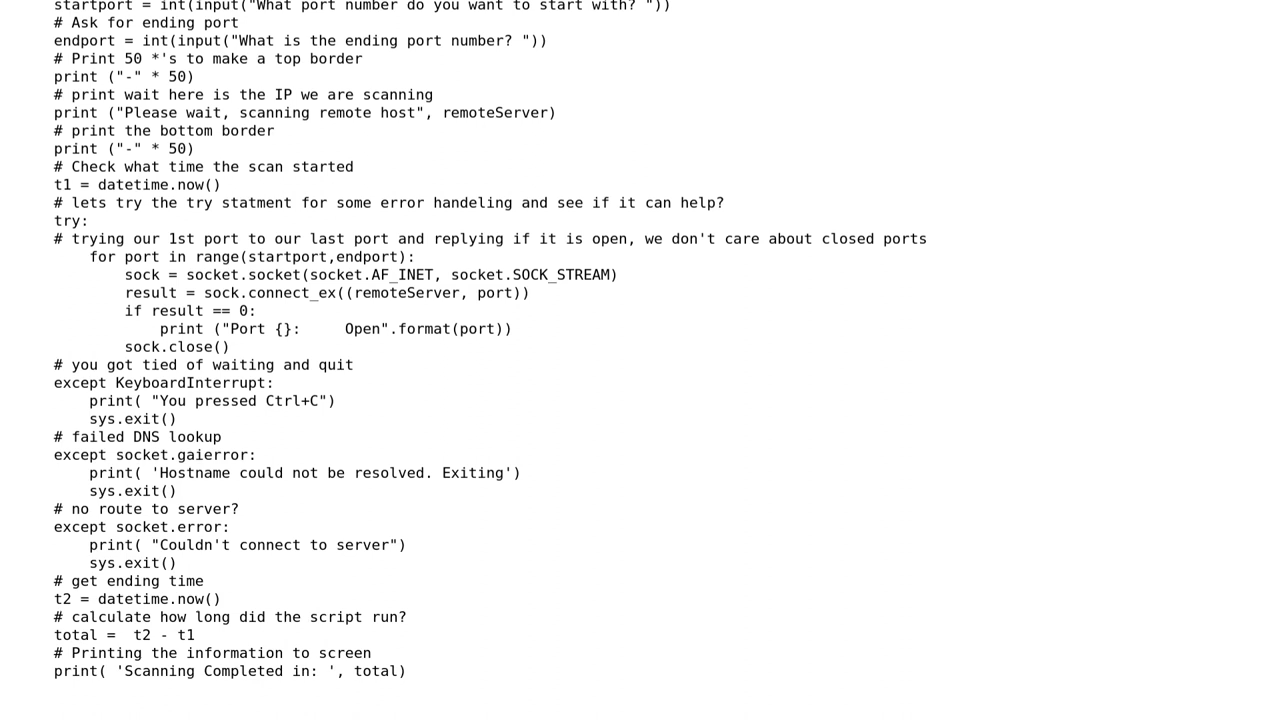 startport = int(input("What port number do you want to start with? "))
# Ask for ending port
endport = int(input("What is the ending port number? "))
# Print 50 *'s to make a top border
print ("-" * 50)
# print wait here is the IP we are scanning
print ("Please wait, scanning remote host", remoteServer)
# print the bottom border
print ("-" * 50)
# Check what time the scan started
t1 = datetime.now()
# lets try the try statment for some error handeling and see if it can help?
try:
# trying our 1st port to our last port and replying if it is open, we don't care about closed ports
    for port in range(startport,endport):
        sock = socket.socket(socket.AF_INET, socket.SOCK_STREAM)
        result = sock.connect_ex((remoteServer, port))
        if result == 0:
            print ("Port {}:     Open".format(port))
        sock.close()
# you got tied of waiting and quit
except KeyboardInterrupt:
    print( "You pressed Ctrl+C")
    sys.exit()
# failed DNS lookup
except socket.gaierror:
    print( 'Hostname could not be resolved. Exiting')
    sys.exit()
# no route to server?
except socket.error:
    print( "Couldn't connect to server")
    sys.exit()
# get ending time
t2 = datetime.now()
# calculate how long did the script run?
total =  t2 - t1
# Printing the information to screen
print( 'Scanning Completed in: ', total)